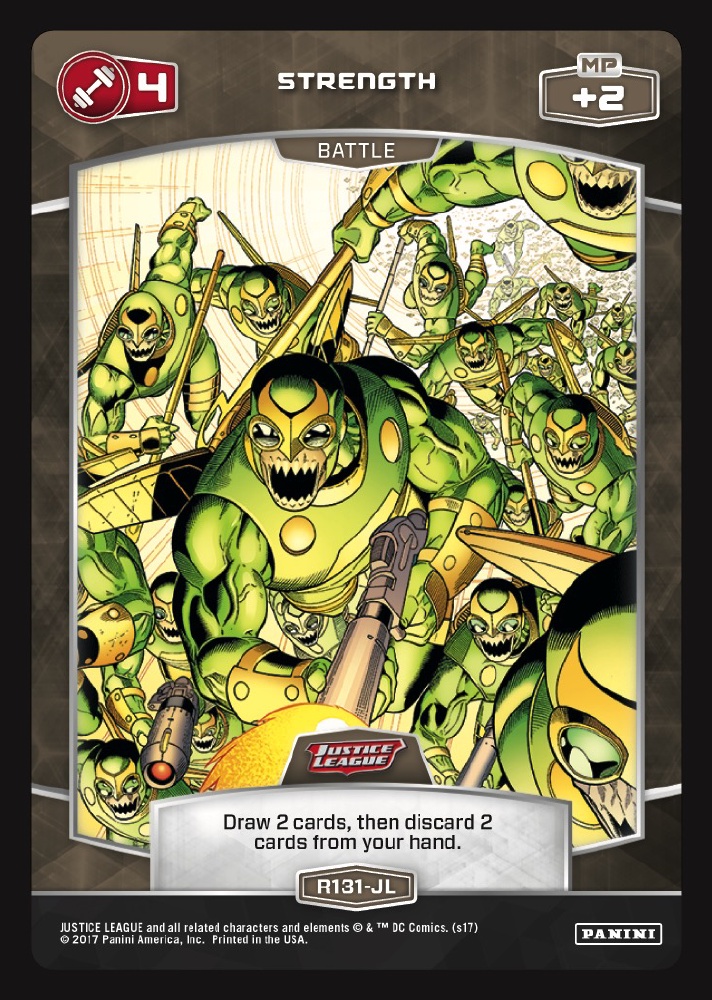 4
STRENGTH
MP
+2
BATTLE
JUSTICE
LEAGUE
Draw 2 cards, then discard 2
cards from your hand.
R131-JL
JUSTICE LEAGUE and all related characters and elements © & ™ DC Comics. (s17)
© 2017 Panini America, Inc. Printed in the USA.
PANINI